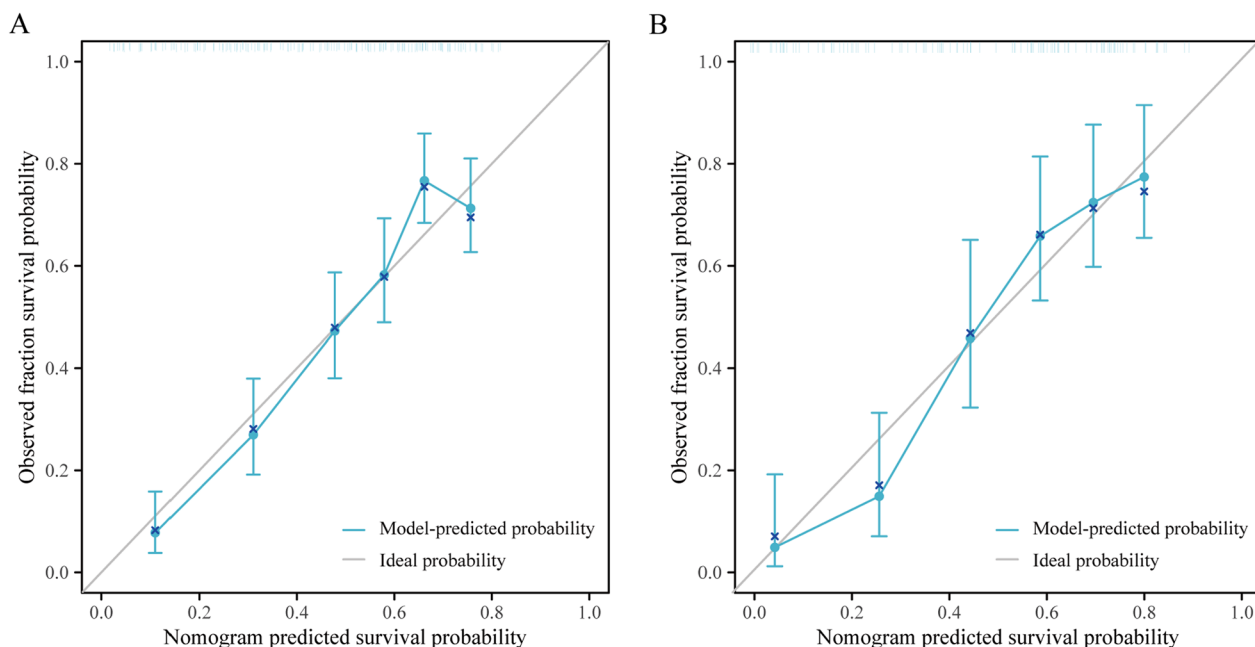 A
B
1.0
0.8
0.6
0.4
0.2
0.0
Observed fraction survival probability
Model-predicted probability
Ideal probability
0.0 0.2 0.4 0.6 0.8 1.0
Nomogram predicted survival probability
1.0
0.8
0.6
0.4
0.2
0.0
Observed fraction survival probability
Model-predicted probability
Ideal probability
0.0 0.2 0.4 0.6 0.8 1.0
Nomogram predicted survival probability